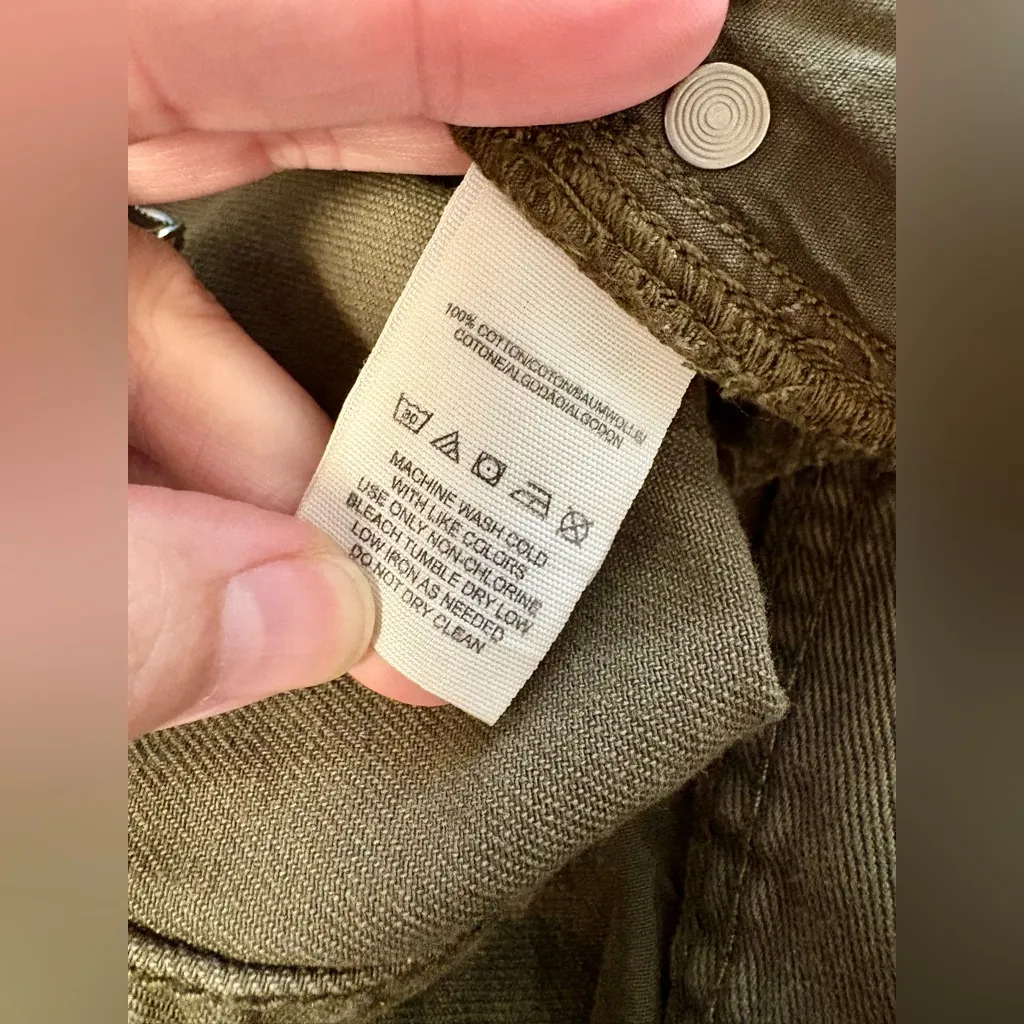 100% COTTON/COTON/BAUMWOLLE/
COTONE/ALGODÃO/ALGODON
30
MACHINE WASH COLD
WITH LIKE COLORS
USE ONLY NON-CHLORINE
BLEACH TUMBLE DRY LOW
LOW IRON AS NEEDED
DO NOT DRY CLEAN